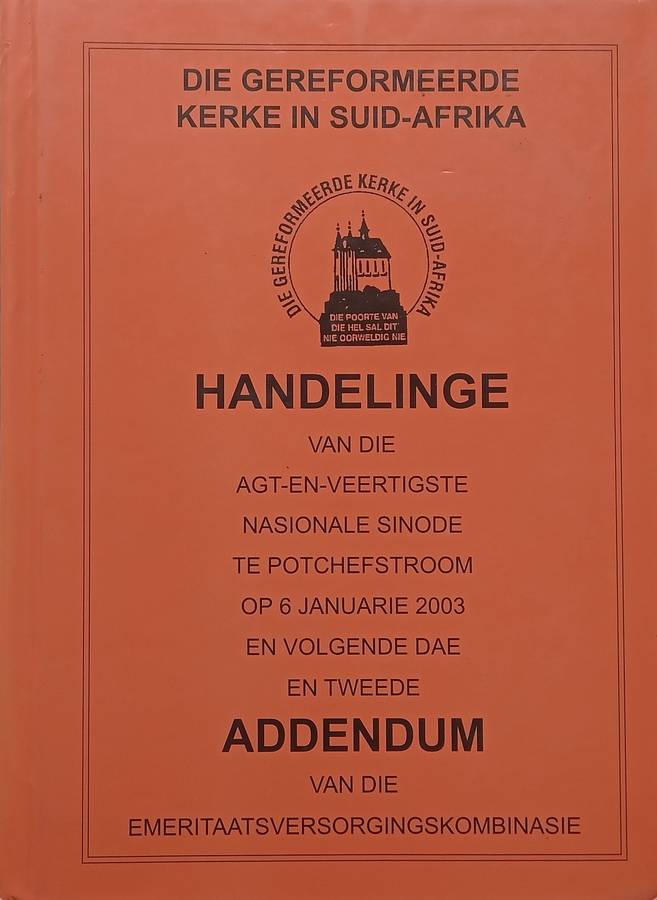 DIE GEREFORMEERDE
KERKE IN SUID-AFRIKA
DIE GEREFORMEERDE KERKE IN SUID-AFRIKA
DIE POORTE VAN
DIE HEL SAL DIT
NIE OORWELDIG NIE
HANDELINGE
VAN DIE
AGT-EN-VEERTIGSTE
NASIONALE SINODE
TE POTCHEFSTROOM
OP 6 JANUARIE 2003
EN VOLGENDE DAE
EN TWEEDE
ADDENDUM
VAN DIE
EMERITAATSVERSORGINGSKOMBINASIE